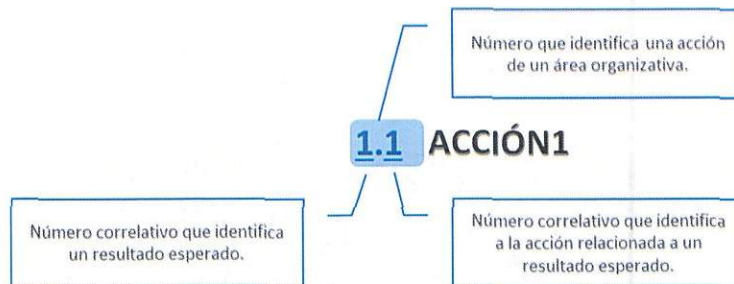 Número que identifica una acción
de un área organizativa.
1.1 ACCIÓN1
Número correlativo que identifica
un resultado esperado.
Número correlativo que identifica
a la acción relacionada a un
resultado esperado.